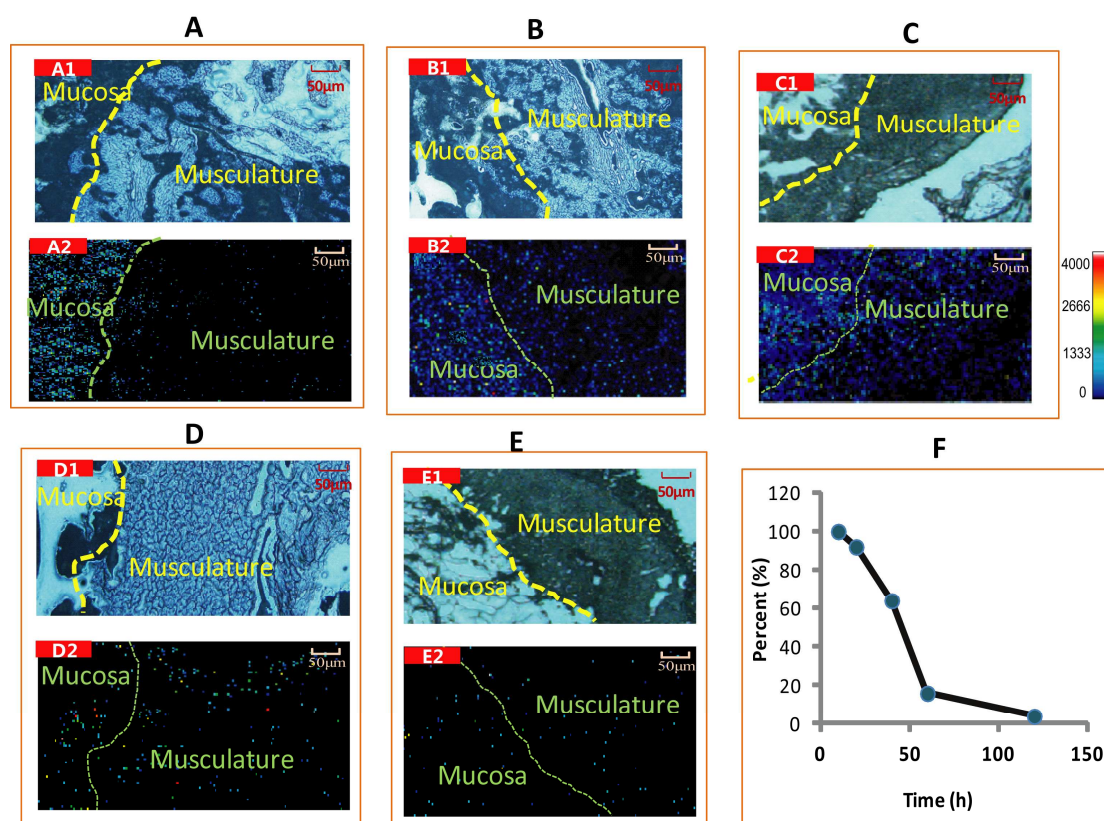 A
B
C
A1
50µm
Mucosa
Musculature
B1
50µm
Musculature
Mucosa
C1
50µm
Mucosa
Musculature
A2
50µm
Mucosa
Musculature
B2
50µm
Musculature
Mucosa
C2
50µm
Mucosa
Musculature
4000
2666
1333
0
D
E
F
D1
50µm
Mucosa
Musculature
E1
50µm
Musculature
Mucosa
D2
50µm
Mucosa
Musculature
E2
50µm
Musculature
Mucosa
120
100
80
60
40
20
0
Percent (%)
0
50
100
150
Time (h)